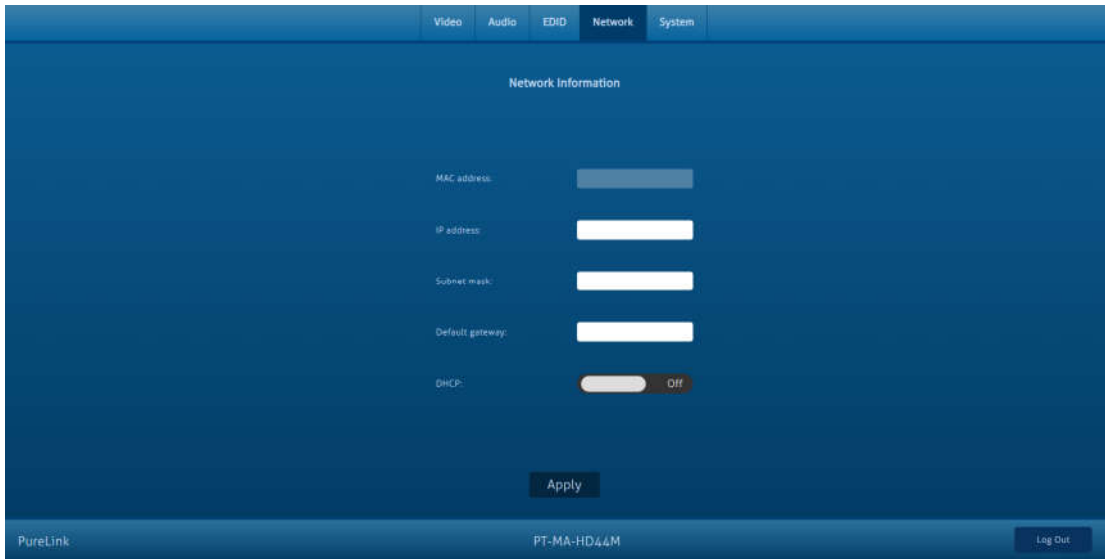 Video Audio EDID Network System
Network Information
MAC address:
IP address:
Subnet mask:
Default gateway:
DHCP: Off
Apply
PureLink PT-MA-HD44M Log Out